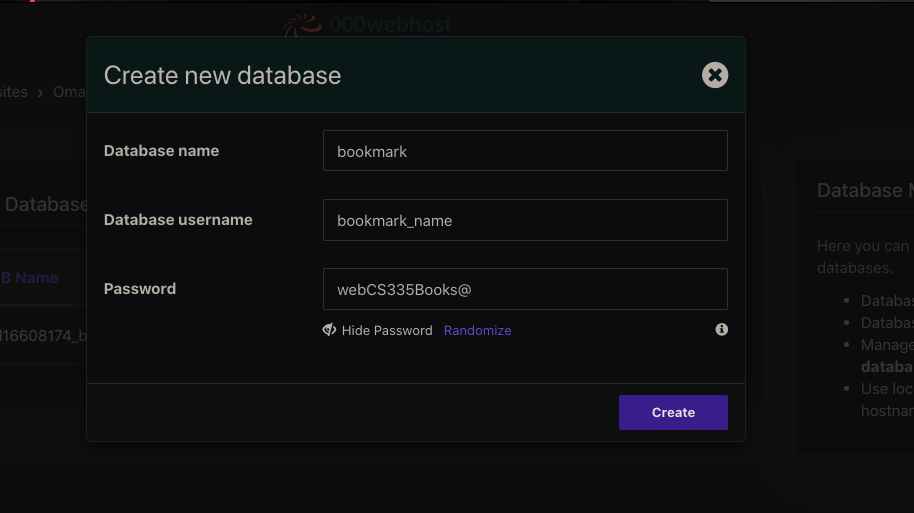 000webhost
Create new database
sites > Oma
Database name
bookmark
Database
Database M
Database username
bookmark_name
Here you can
databases.
B Name
Password
webCS335Books@
Databas
Databas
Hide Password Randomize
d16608174_b
Manage
databa
Use loc
hostnar
Create